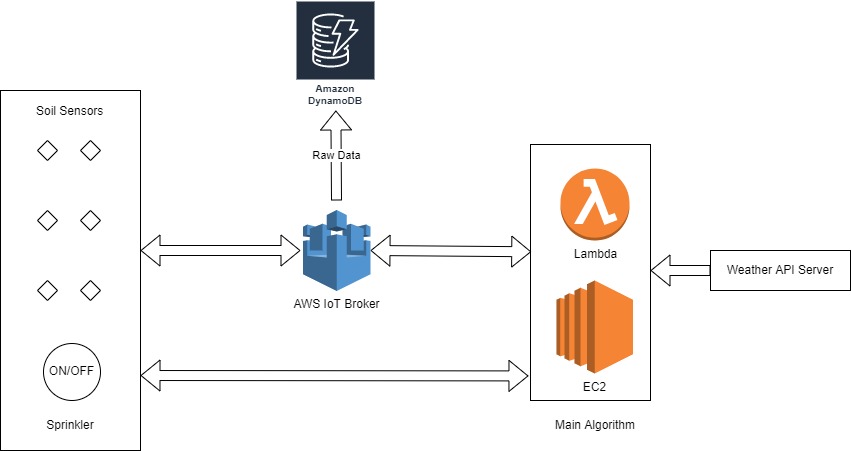 Amazon
DynamoDB
Soil Sensors
Raw Data
Lambda
Weather API Server
AWS IoT Broker
ON/OFF
EC2
Sprinkler
Main Algorithm